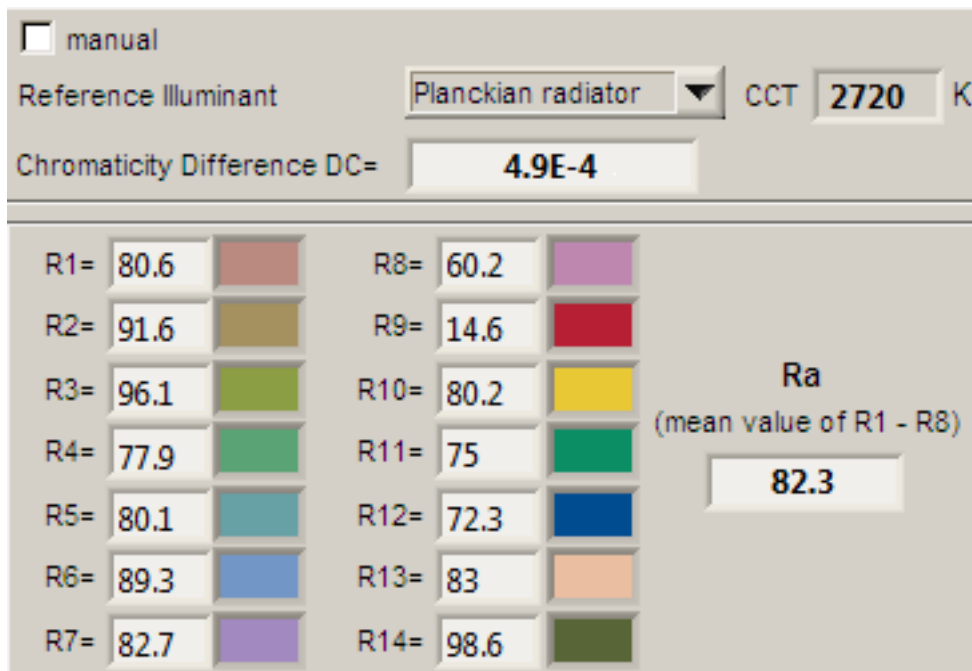 manual
Reference Illuminant Planckian radiator CCT 2720 K
Chromaticity Difference DC= 4.9E-4
R1= 80.6 R8= 60.2
R2= 91.6 R9= 14.6
R3= 96.1 R10= 80.2
R4= 77.9 R11= 75
R5= 80.1 R12= 72.3
R6= 89.3 R13= 83
R7= 82.7 R14= 98.6
Ra
(mean value of R1 - R8)
82.3